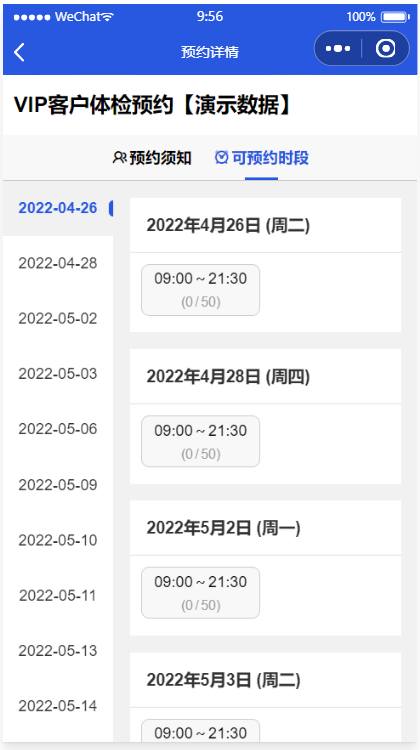 WeChat 9:56 100%
预约详情
VIP客户体检预约【演示数据】
预约须知 可预约时段
2022-04-26
2022-04-28
2022-05-02
2022-05-03
2022-05-06
2022-05-09
2022-05-10
2022-05-11
2022-05-13
2022-05-14
2022年4月26日 (周二)
09:00～21:30
(0/50)
2022年4月28日 (周四)
09:00～21:30
(0/50)
2022年5月2日 (周一)
09:00～21:30
(0/50)
2022年5月3日 (周二)
09:00～21:30